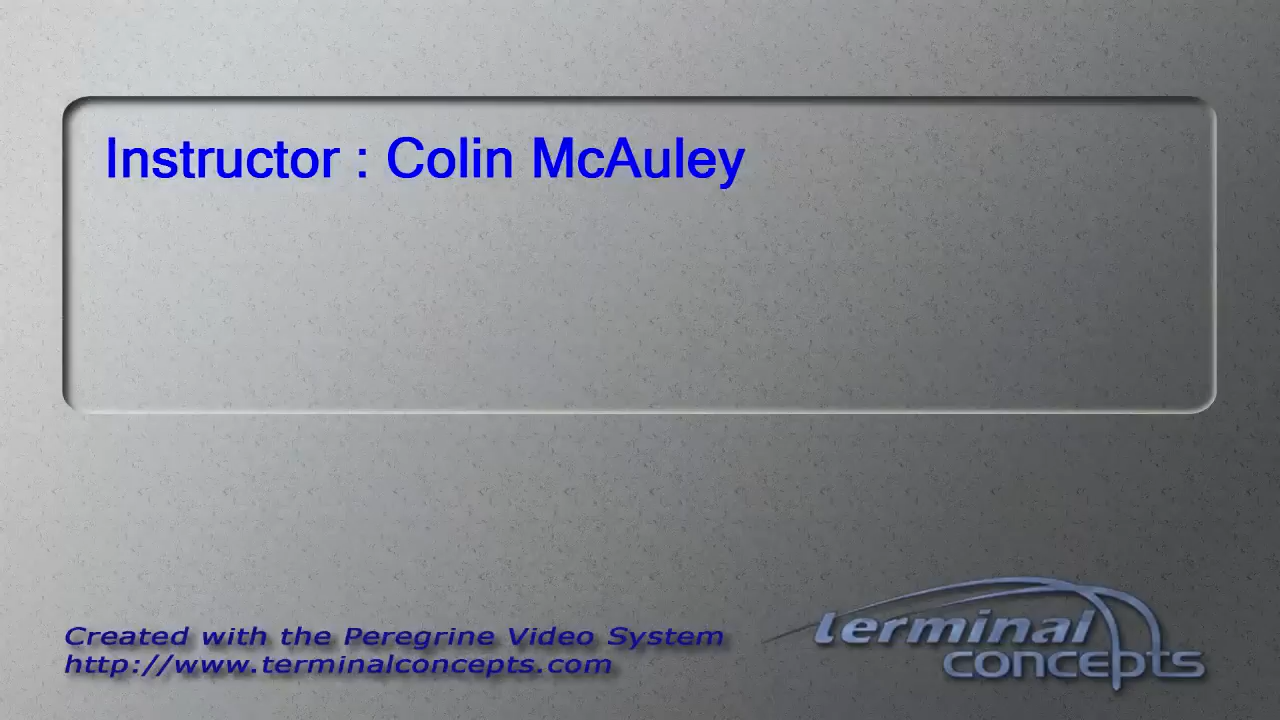 Instructor : Colin McAuley
Created with the Peregrine Video System
http://www.terminalconcepts.com
terminal
concepts